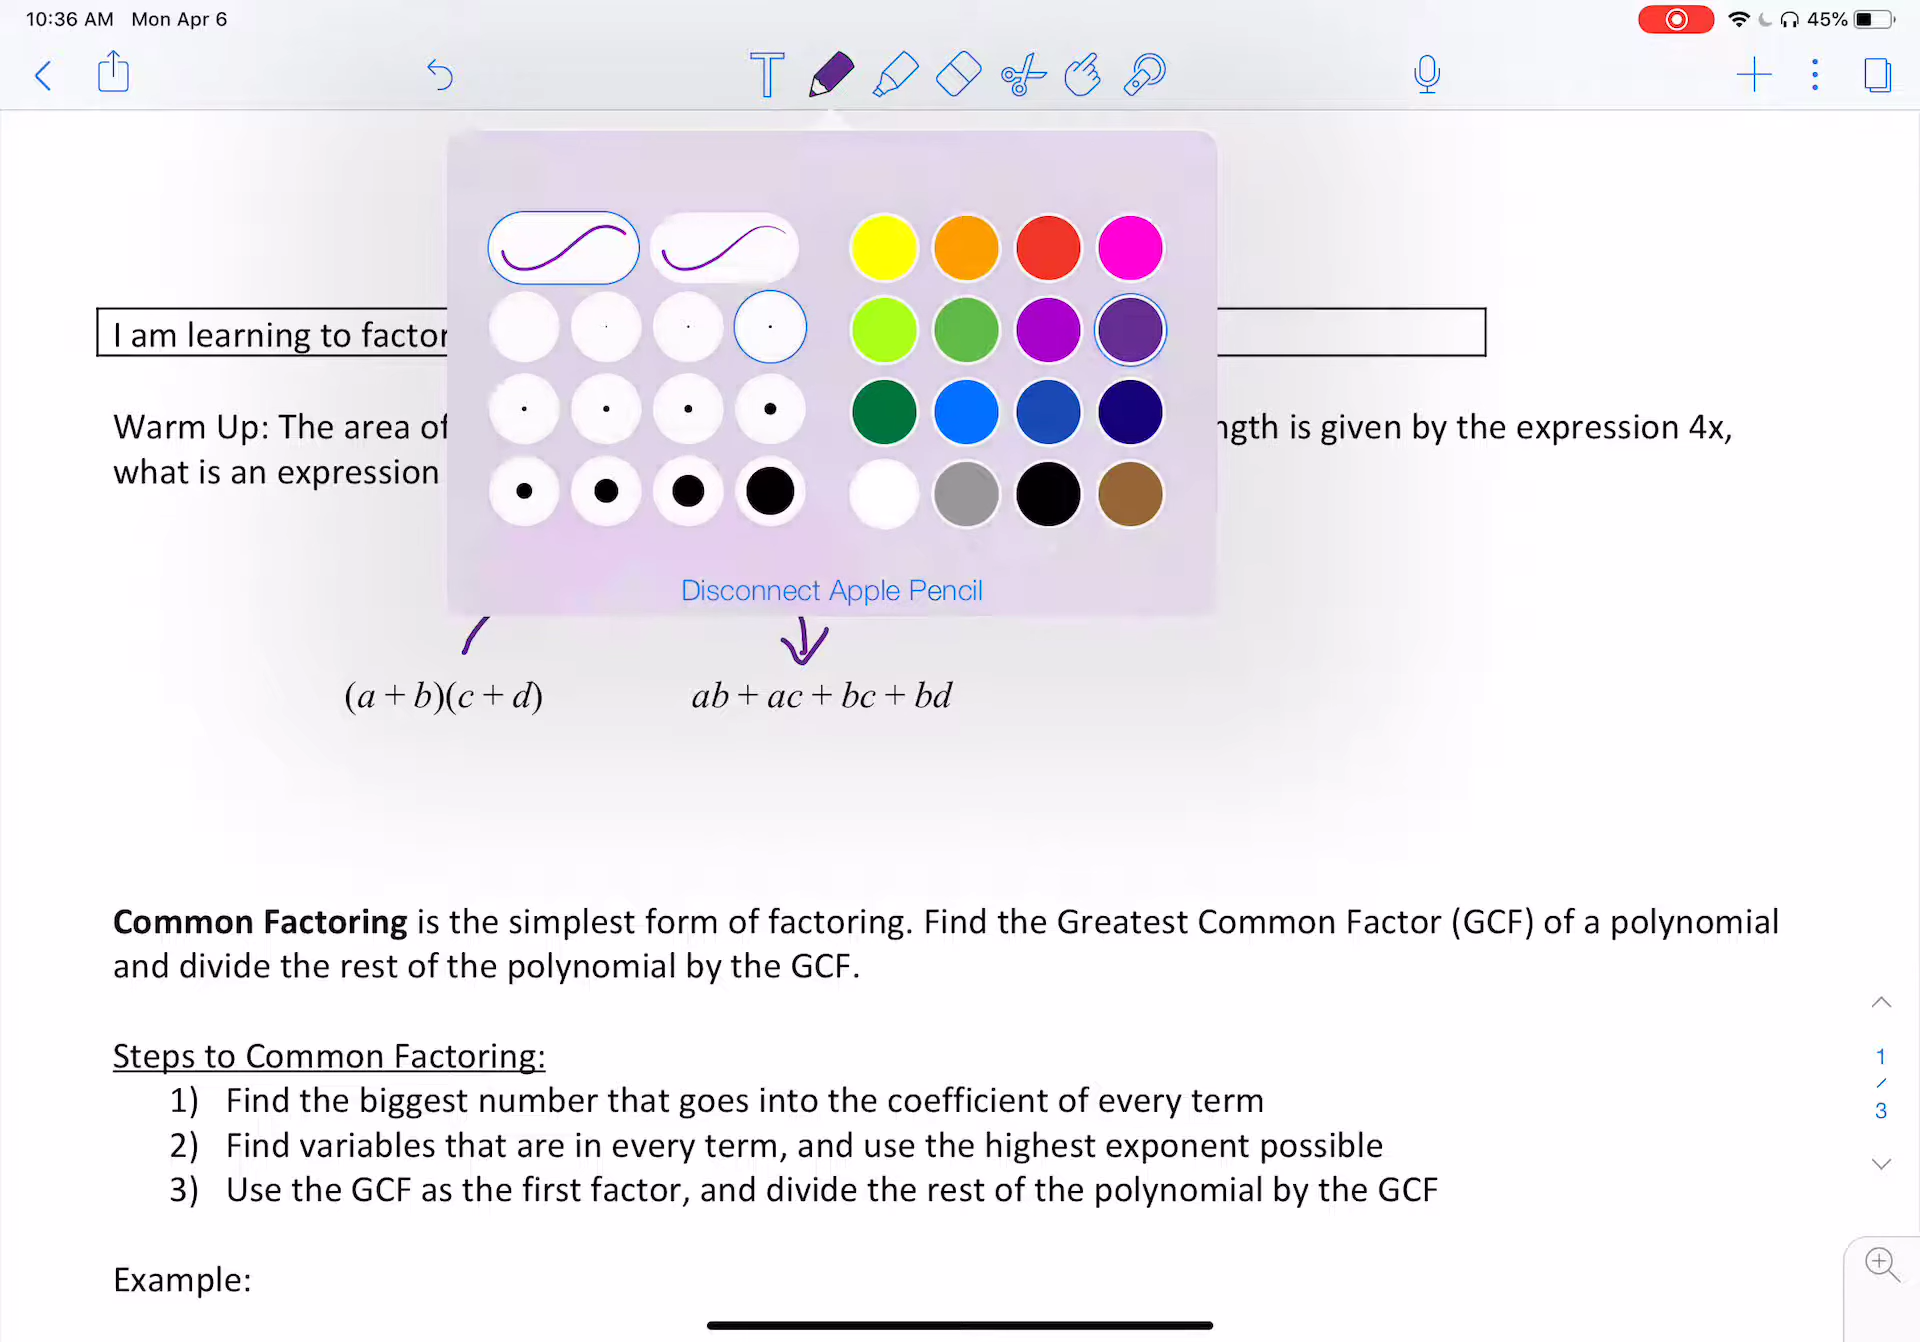 10:36 AM Mon Apr 6
45%
T
I am learning to factor
Warm Up: The area of
ngth is given by the expression 4x,
what is an expression
Disconnect Apple Pencil
(a + b)(c + d) ab + ac + bc + bd
Common Factoring is the simplest form of factoring. Find the Greatest Common Factor (GCF) of a polynomial
and divide the rest of the polynomial by the GCF.
Steps to Common Factoring:
1) Find the biggest number that goes into the coefficient of every term
2) Find variables that are in every term, and use the highest exponent possible
3) Use the GCF as the first factor, and divide the rest of the polynomial by the GCF
Example:
1
/
3